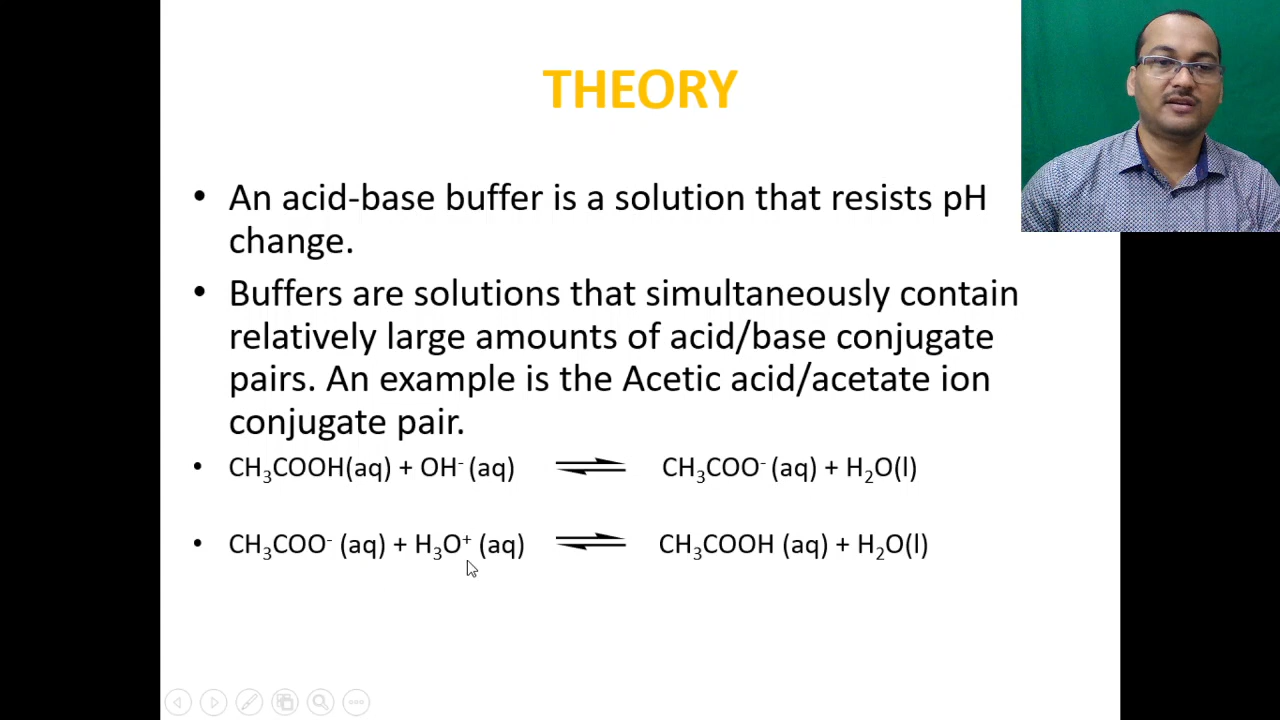 THEORY
• An acid-base buffer is a solution that resists pH
change.
• Buffers are solutions that simultaneously contain
relatively large amounts of acid/base conjugate
pairs. An example is the Acetic acid/acetate ion
conjugate pair.
• CH₃COOH(aq) + OH⁻ (aq) ⇌ CH₃COO⁻ (aq) + H₂O(l)
• CH₃COO⁻ (aq) + H₃O⁺ (aq) ⇌ CH₃COOH (aq) + H₂O(l)